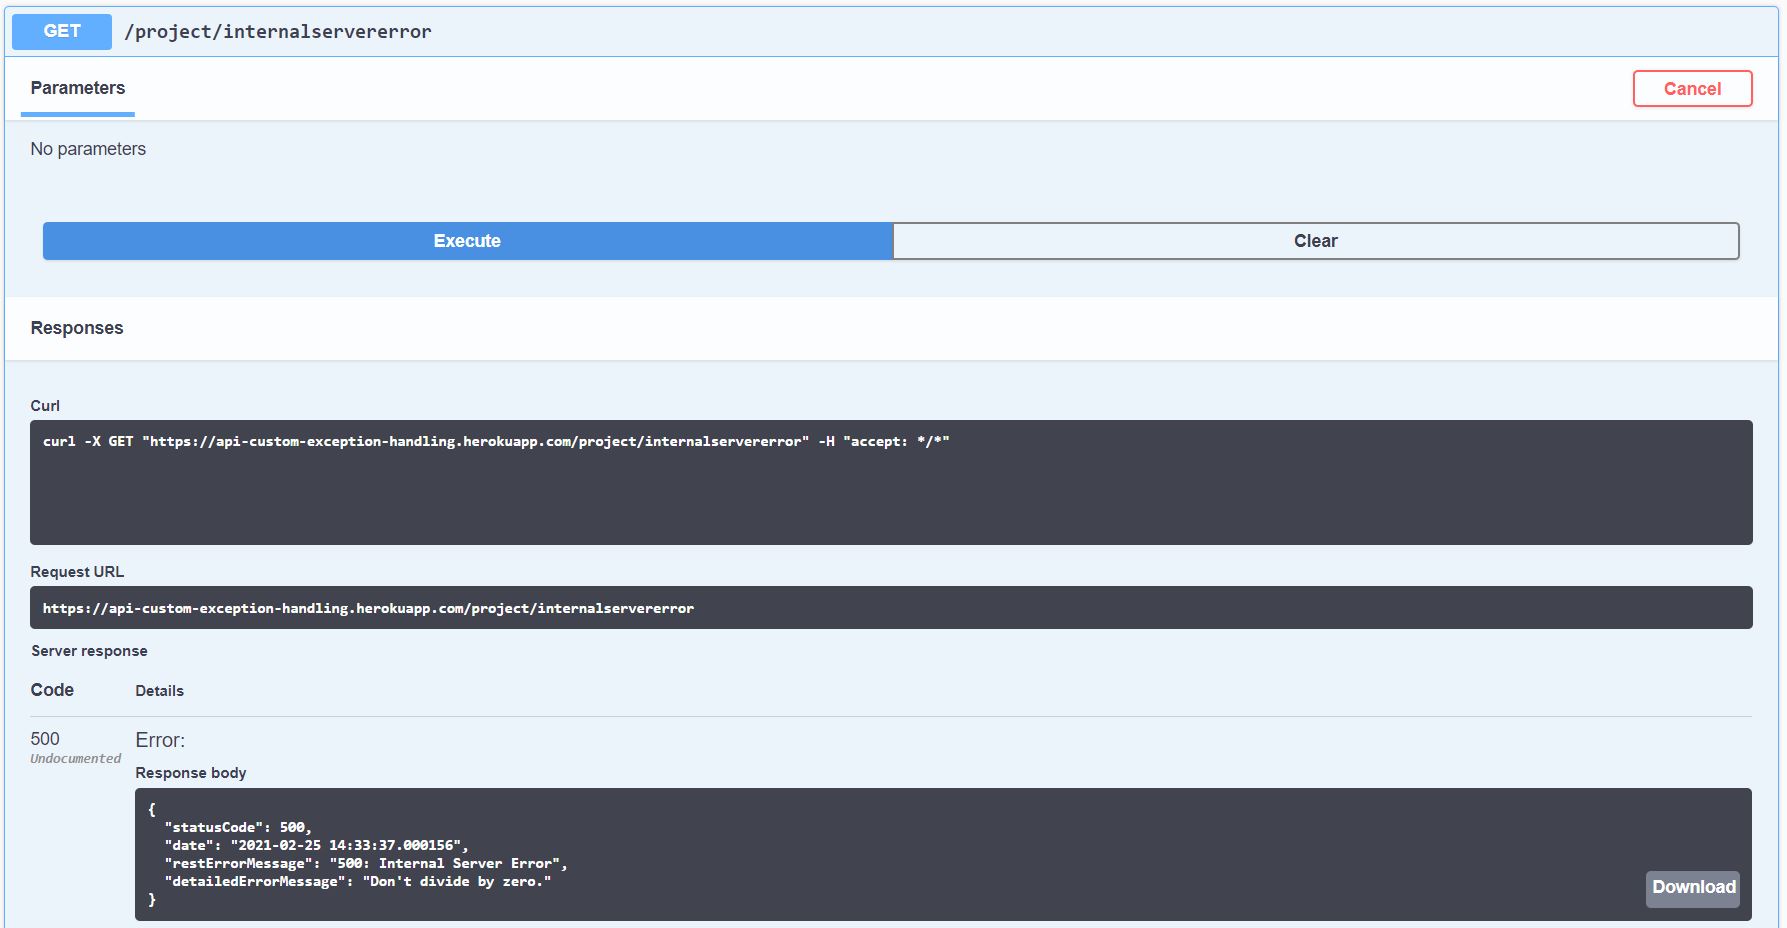 GET /project/internalservererror
Parameters
Cancel
No parameters
Execute
Clear
Responses
Curl
curl -X GET "https://api-custom-exception-handling.herokuapp.com/project/internalservererror" -H "accept: */*"
Request URL
https://api-custom-exception-handling.herokuapp.com/project/internalservererror
Server response
Code Details
500 Error:
Undocumented
Response body
{
  "statusCode": 500,
  "date": "2021-02-25 14:33:37.000156",
  "restErrorMessage": "500: Internal Server Error",
  "detailedErrorMessage": "Don't divide by zero."
}
Download